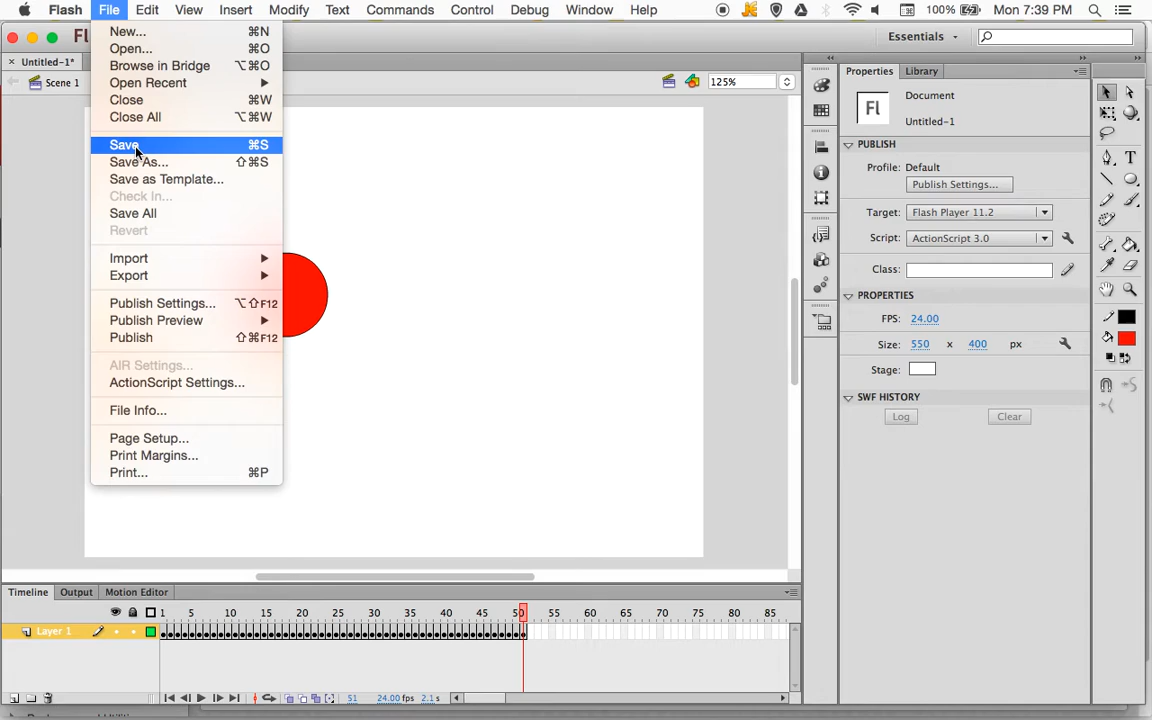 Flash File Edit View Insert Modify Text Commands Control Debug Window Help 100% Mon 7:39 PM
Fl Essentials
Untitled-1*
Scene 1 125%
New... ⌘N
Open... ⌘O
Browse in Bridge ⌥⌘O
Open Recent
Close ⌘W
Close All ⌥⌘W
Save ⌘S
Save As... ⇧⌘S
Save as Template...
Check In...
Save All
Revert
Import
Export
Publish Settings... ⌥⇧F12
Publish Preview
Publish ⇧⌘F12
AIR Settings...
ActionScript Settings...
File Info...
Page Setup...
Print Margins...
Print... ⌘P
Properties Library
Fl
Document
Untitled-1
PUBLISH
Profile: Default
Publish Settings...
Target: Flash Player 11.2
Script: ActionScript 3.0
Class:
PROPERTIES
FPS: 24.00
Size: 550 x 400 px
Stage:
SWF HISTORY
Log Clear
Timeline Output Motion Editor
1 5 10 15 20 25 30 35 40 45 50 55 60 65 70 75 80 85
Layer 1
51 24.00 fps 2.1 s